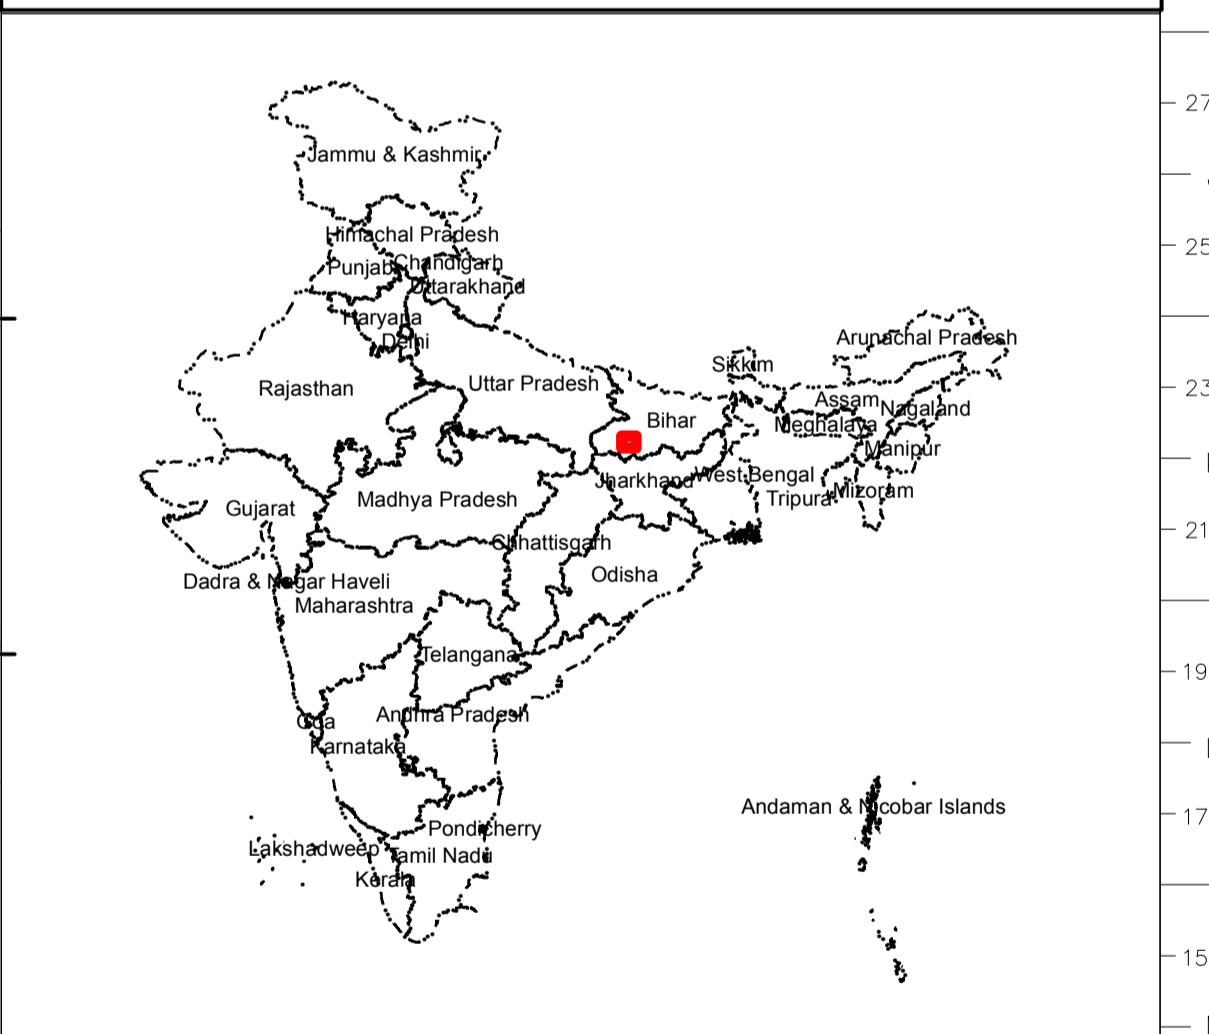 27
Jammu & Kashmir
Himachal Pradesh
25
Chandigarh
Punjab
Uttarakhand
Haryana
Arunachal Pradesh
Delhi
Sikkim
Rajasthan
Uttar Pradesh
23
Assam
Nagaland
Bihar
Meghalaya
Manipur
West Bengal
Jharkhand
Mizoram
Madhya Pradesh
Tripura
Gujarat
21
Chhattisgarh
Odisha
Dadra & Nagar Haveli
Maharashtra
Telangana
19
Andhra Pradesh
Goa
Karnataka
Andaman & Nicobar Islands
17
Pondicherry
Lakshadweep
Tamil Nadu
Kerala
15